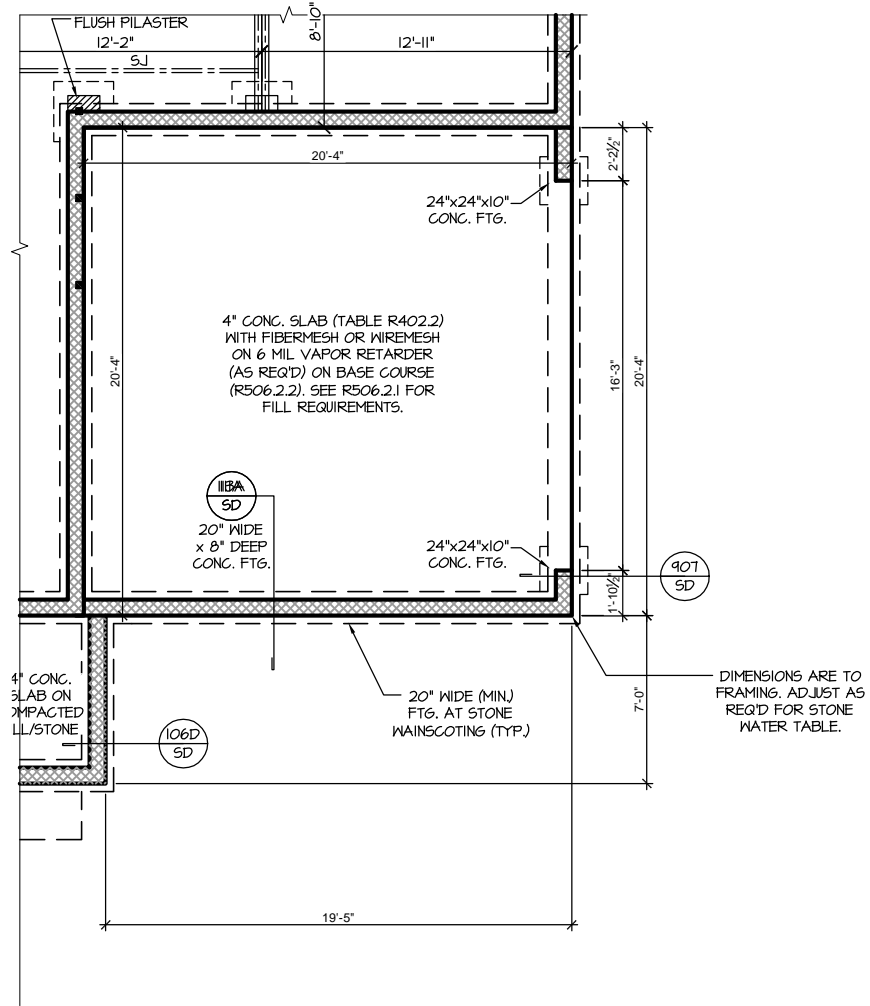 FLUSH PILASTER
12'-2"
8'-10"
12'-11"
SJ
20'-4"
2'-2½"
24"x24"x10"
CONC. FTG.
4" CONC. SLAB (TABLE R402.2)
WITH FIBERMESH OR WIREMESH
ON 6 MIL VAPOR RETARDER
(AS REQ'D) ON BASE COURSE
(R506.2.2). SEE R506.2.1 FOR
FILL REQUIREMENTS.
20'-4"
16'-3"
20'-4"
SD
20" WIDE
x 8" DEEP
CONC. FTG.
24"x24"x10"
CONC. FTG.
907
SD
1'-10½"
4" CONC.
SLAB ON
OMPACTED
LL/STONE
106D
SD
20" WIDE (MIN.)
FTG. AT STONE
WAINSCOTING (TYP.)
7'-0"
DIMENSIONS ARE TO
FRAMING. ADJUST AS
REQ'D FOR STONE
WATER TABLE.
19'-5"